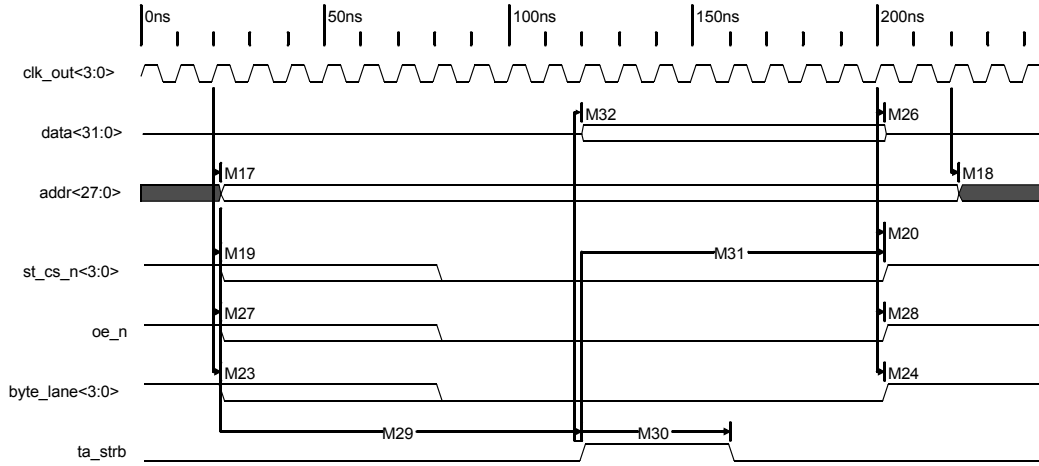 0ns 50ns 100ns 150ns 200ns
clk_out<3:0>
M32 M26
data<31:0>
M17 M18
addr<27:0>
M20
M19 M31
st_cs_n<3:0>
M27 M28
oe_n
M23 M24
byte_lane<3:0>
M29 M30
ta_strb